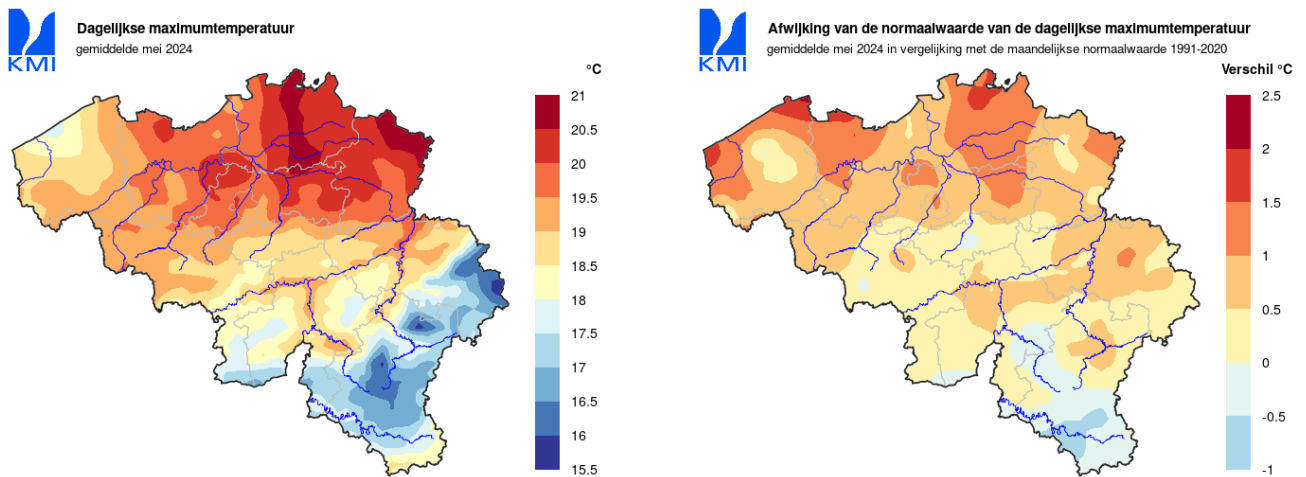 KMI
Dagelijkse maximumtemperatuur
gemiddelde mei 2024
°C
21
20.5
20
19.5
19
18.5
18
17.5
17
16.5
16
15.5
KMI
Afwijking van de normaalwaarde van de dagelijkse maximumtemperatuur
gemiddelde mei 2024 in vergelijking met de maandelijkse normaalwaarde 1991-2020
Verschil °C
2.5
2
1.5
1
0.5
0
-0.5
-1